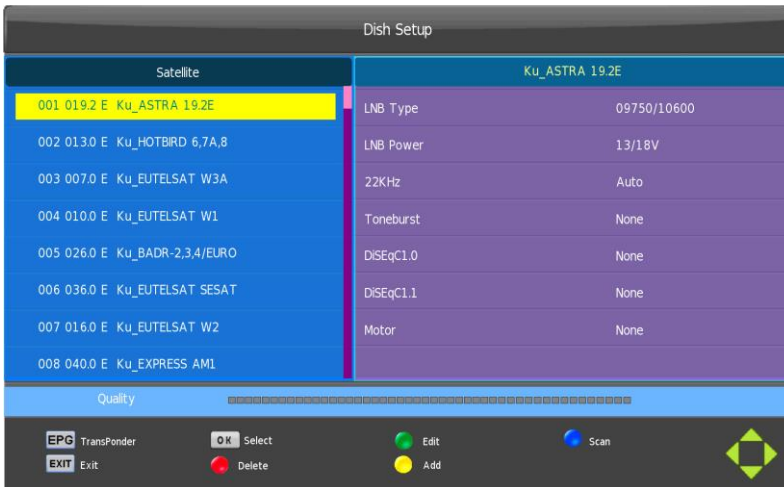 Dish Setup
Satellite
Ku_ASTRA 19.2E
001 019.2 E Ku_ASTRA 19.2E
LNB Type 09750/10600
002 013.0 E Ku_HOTBIRD 6,7A,8
LNB Power 13/18V
003 007.0 E Ku_EUTELSAT W3A
22KHz Auto
004 010.0 E Ku_EUTELSAT W1
Toneburst None
005 026.0 E Ku_BADR-2,3,4/EURO
DiSEqC1.0 None
006 036.0 E Ku_EUTELSAT SESAT
DiSEqC1.1 None
007 016.0 E Ku_EUTELSAT W2
Motor None
008 040.0 E Ku_EXPRESS AM1
Quality
EPG TransPonder OK Select Edit Scan
EXIT Exit Delete Add